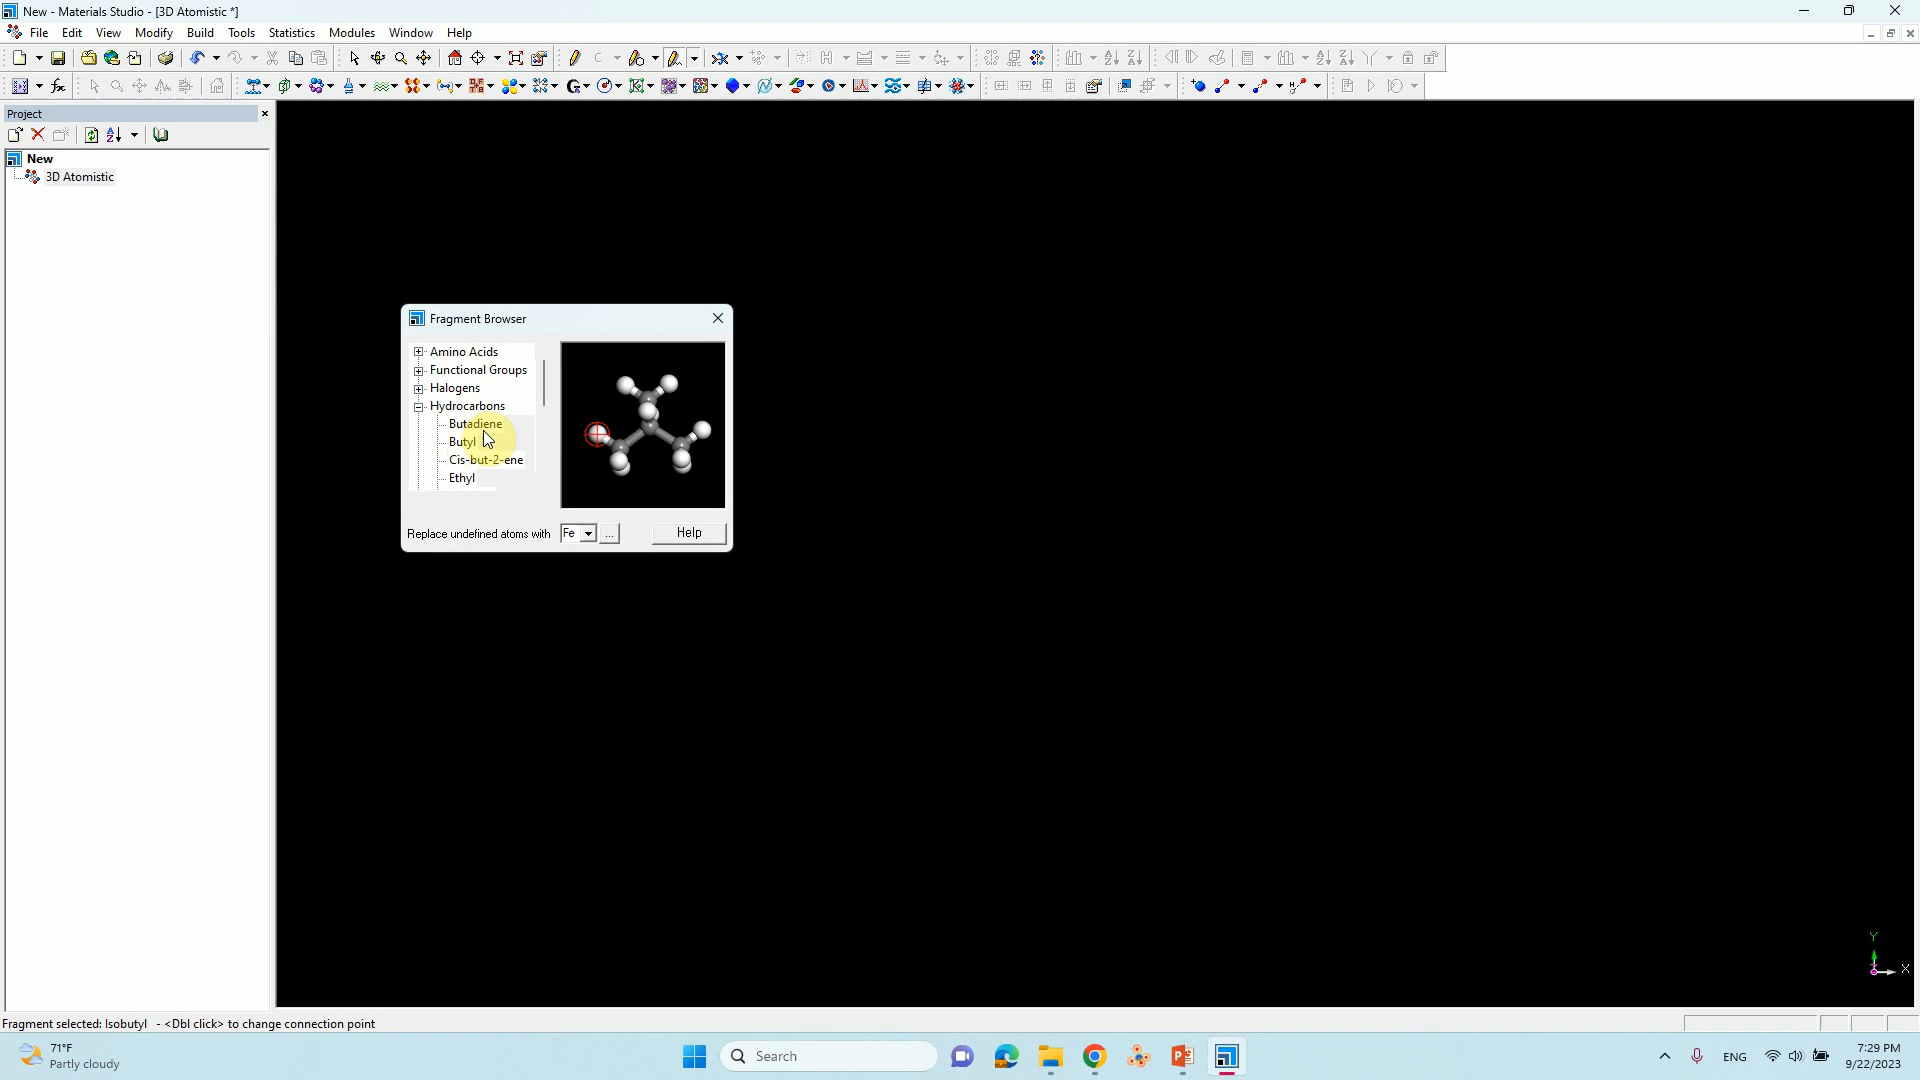 New - Materials Studio - [3D Atomistic *]
File Edit View Modify Build Tools Statistics Modules Window Help
Project
New
3D Atomistic
Fragment Browser
Amino Acids
Functional Groups
Halogens
Hydrocarbons
Butadiene
Butyl
Cis-but-2-ene
Ethyl
Replace undefined atoms with Fe ... Help
Y
X
Fragment selected: Isobutyl - <Dbl click> to change connection point
71°F
Partly cloudy
Search
ENG
7:29 PM
9/22/2023